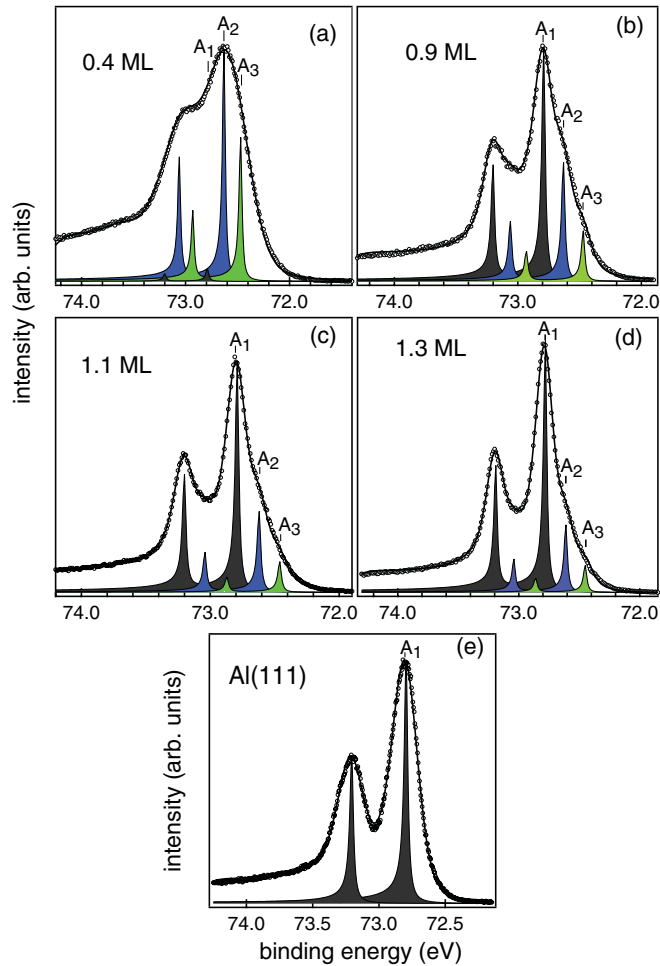 (a)
0.4 ML
A1
A2
A3
74.0
73.0
72.0
(b)
0.9 ML
A1
A2
A3
74.0
73.0
72.0
intensity (arb. units)
(c)
1.1 ML
A1
A2
A3
74.0
73.0
72.0
(d)
1.3 ML
A1
A2
A3
74.0
73.0
72.0
(e)
Al(111)
A1
intensity (arb. units)
74.0
73.5
73.0
72.5
binding energy (eV)